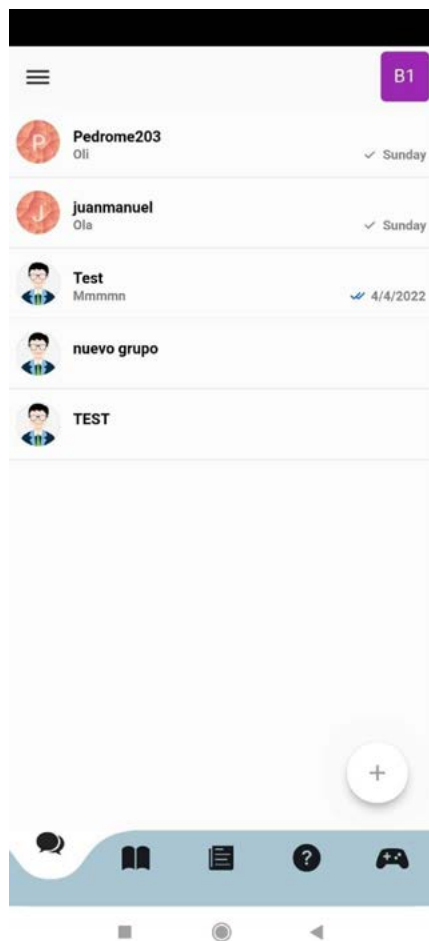 B1
P
Pedrome203
Oli
Sunday
J
juanmanuel
Ola
Sunday
Test
Mmmmn
4/4/2022
nuevo grupo
TEST
+
?